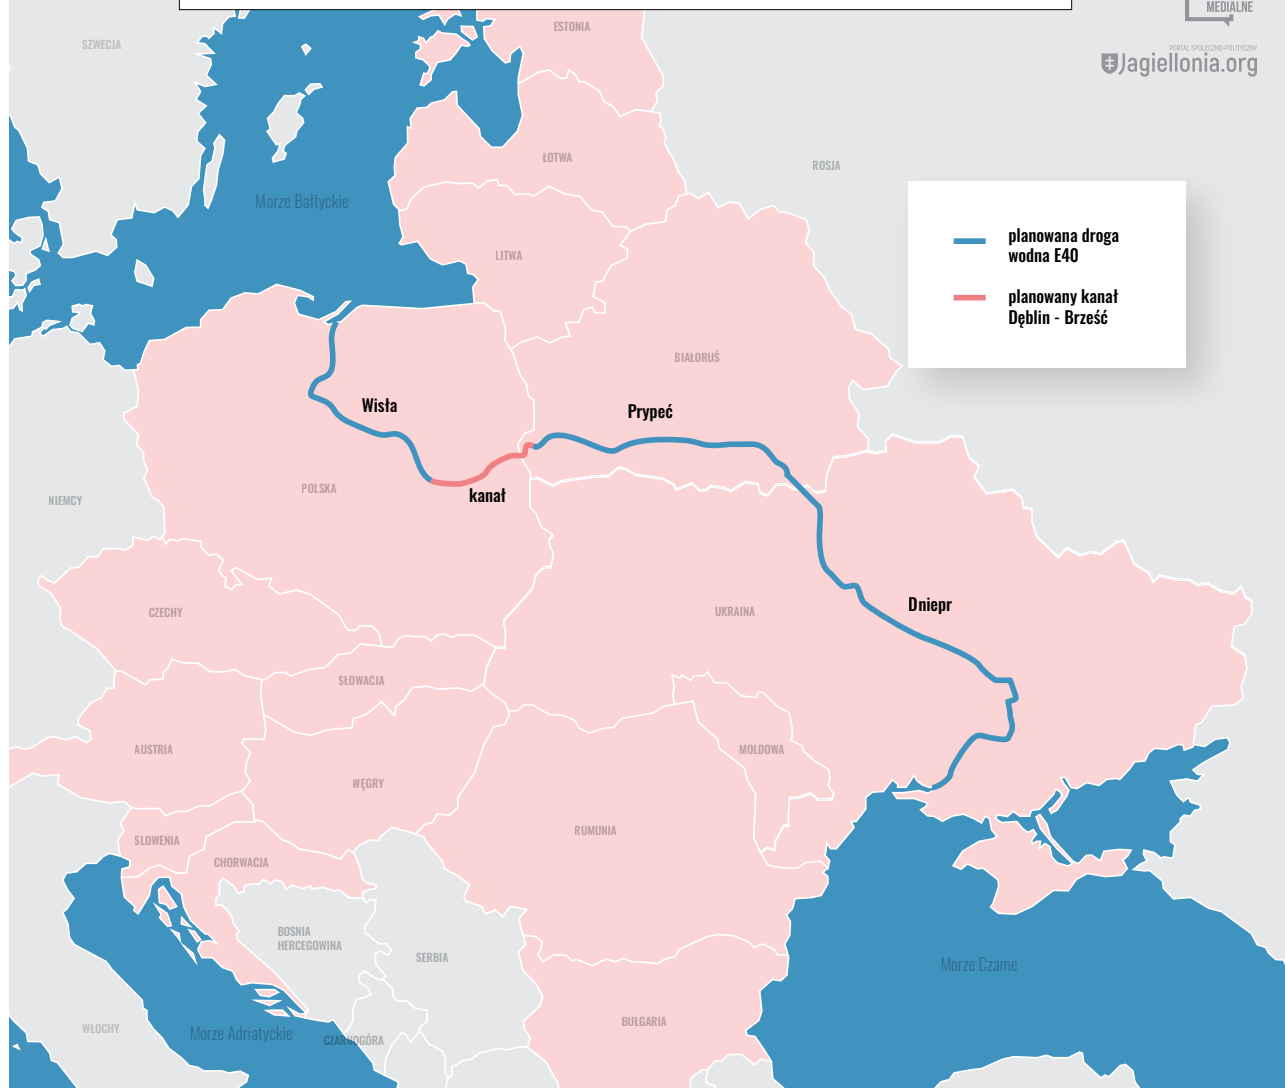 MEDIALNE
PORTAL SPOŁECZNO-POLITYCZNY
Jagiellonia.org
ESTONIA
SZWECJA
ŁOTWA
ROSJA
Morze Bałtyckie
planowana droga
wodna E40
LITWA
planowany kanał
Dęblin - Brześć
BIAŁORUŚ
Wisła
Prypeć
POLSKA
kanał
NIEMCY
CZECHY
UKRAINA
Dniepr
SŁOWACJA
AUSTRIA
MOLDOWA
WĘGRY
RUMUNIA
SŁOWENIA
CHORWACJA
BOSNIA
HERCEGOWINA
SERBIA
Morze Czarne
BUŁGARIA
WŁOCHY
Morze Adriatyckie
CZARNOGÓRA